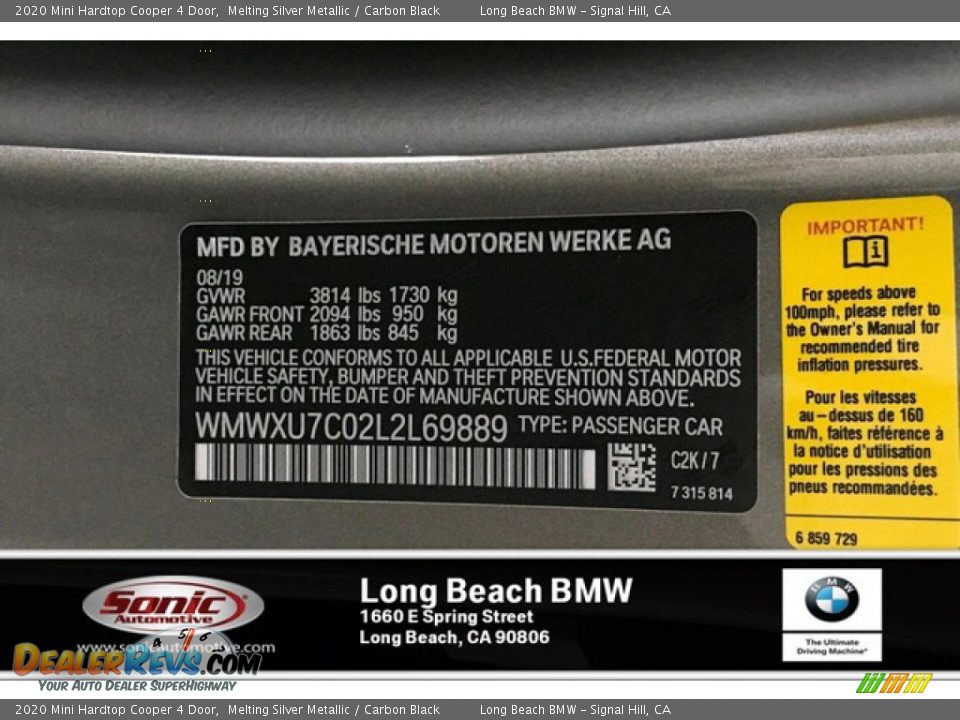 2020 Mini Hardtop Cooper 4 Door,  Melting Silver Metallic / Carbon Black    Long Beach BMW – Signal Hill, CA
MFD BY BAYERISCHE MOTOREN WERKE AG
08/19
GVWR 3814 lbs 1730 kg
GAWR FRONT 2094 lbs 950 kg
GAWR REAR 1863 lbs 845 kg
THIS VEHICLE CONFORMS TO ALL APPLICABLE U.S.FEDERAL MOTOR
VEHICLE SAFETY, BUMPER AND THEFT PREVENTION STANDARDS
IN EFFECT ON THE DATE OF MANUFACTURE SHOWN ABOVE.
WMWXU7C02L2L69889 TYPE: PASSENGER CAR
C2K/7
7 315 814
IMPORTANT!
i
For speeds above
100mph, please refer to
the Owner's Manual for
recommended tire
inflation pressures.
Pour les vitesses
au–dessus de 160
km/h, faites référence à
la notice d'utilisation
pour les pressions des
pneus recommandées.
6 859 729
Sonic
Automotive
www.sonicautomotive.com
Long Beach BMW
1660 E Spring Street
Long Beach, CA 90806
BMW
The Ultimate
Driving Machine®
4 5 6
DealerRevs.com
Your Auto Dealer SuperHighway
2020 Mini Hardtop Cooper 4 Door,  Melting Silver Metallic / Carbon Black    Long Beach BMW – Signal Hill, CA